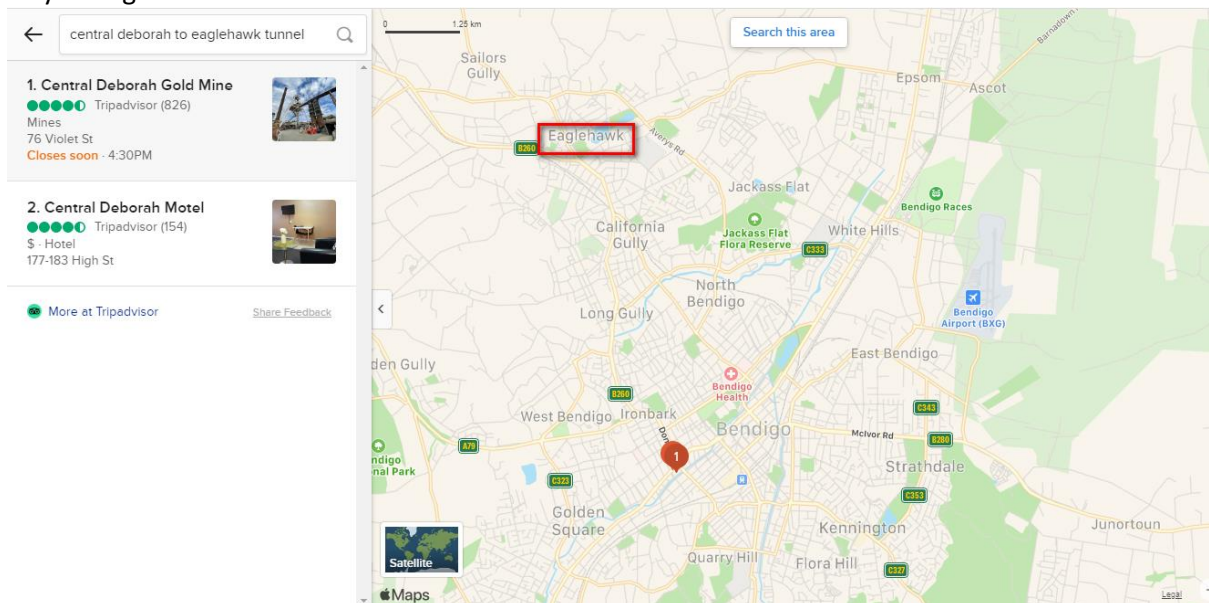 central deborah to eaglehawk tunnel
1. Central Deborah Gold Mine
Tripadvisor (826)
Mines
76 Violet St
Closes soon · 4:30PM
2. Central Deborah Motel
Tripadvisor (154)
$ · Hotel
177-183 High St
More at Tripadvisor
Share Feedback
0 1.25 km
Search this area
Barnadown
Sailors
Gully
Epsom
Ascot
Eaglehawk
Averys Rd
B260
Jackass Flat
Bendigo Races
California
Gully
Jackass Flat
Flora Reserve
White Hills
C333
North
Bendigo
Long Gully
Bendigo
Airport (BXG)
den Gully
East Bendigo
Bendigo
Health
B260
C343
West Bendigo
Ironbark
Bendigo
McIvor Rd
B280
A79
ndigo
nal Park
1
Strathdale
C323
C353
Golden
Square
Kennington
Junortoun
Quarry Hill
Flora Hill
C327
Satellite
Maps
Legal